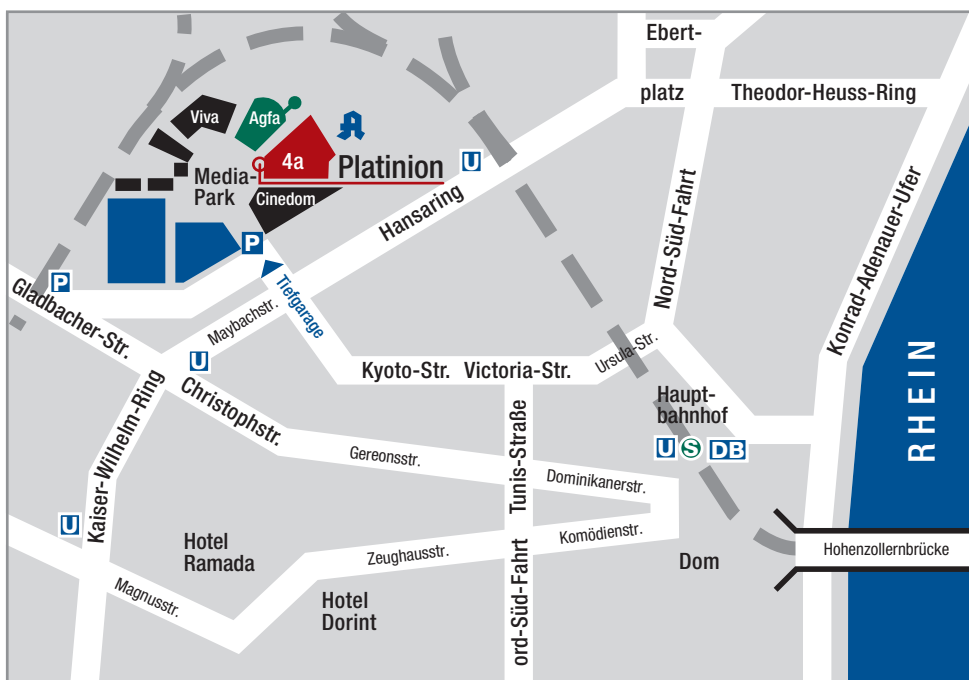 Ebert-
platz
Theodor-Heuss-Ring
Viva
Agfa
4a
Platinion
Media-
Park
Cinedom
U
Hansaring
Nord-Süd-Fahrt
Konrad-Adenauer-Ufer
P
P
Tiefgarage
Gladbacher-Str.
Maybachstr.
U
Kyoto-Str.
Victoria-Str.
Ursula-Str.
RHEIN
Kaiser-Wilhelm-Ring
Christophstr.
Haupt-
bahnhof
U S DB
Gereonsstr.
Tunis-Straße
Dominikanerstr.
U
Hotel
Ramada
Zeughausstr.
ord-Süd-Fahrt
Komödienstr.
Dom
Hohenzollernbrücke
Magnusstr.
Hotel
Dorint